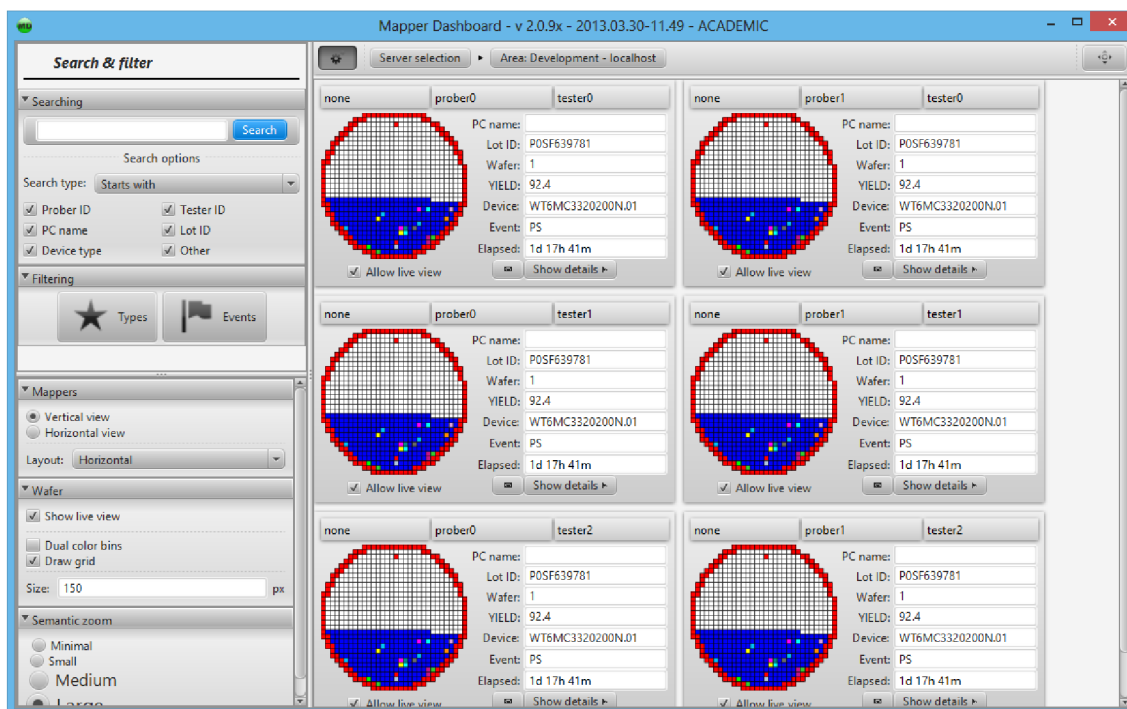 Mapper Dashboard - v 2.0.9x - 2013.03.30-11.49 - ACADEMIC
Search & filter
Server selection
Area: Development - localhost
Searching
Search
Search options
Search type: Starts with
Prober ID Tester ID
PC name Lot ID
Device type Other
Filtering
Types Events
Mappers
Vertical view
Horizontal view
Layout: Horizontal
Wafer
Show live view
Dual color bins
Draw grid
Size: 150 px
Semantic zoom
Minimal
Small
Medium
Large
none prober0 tester0
PC name:
Lot ID: P0SF639781
Wafer: 1
YIELD: 92.4
Device: WT6MC3320200N.01
Event: PS
Elapsed: 1d 17h 41m
Allow live view Show details
none prober1 tester0
PC name:
Lot ID: P0SF639781
Wafer: 1
YIELD: 92.4
Device: WT6MC3320200N.01
Event: PS
Elapsed: 1d 17h 41m
Allow live view Show details
none prober0 tester1
PC name:
Lot ID: P0SF639781
Wafer: 1
YIELD: 92.4
Device: WT6MC3320200N.01
Event: PS
Elapsed: 1d 17h 41m
Allow live view Show details
none prober1 tester1
PC name:
Lot ID: P0SF639781
Wafer: 1
YIELD: 92.4
Device: WT6MC3320200N.01
Event: PS
Elapsed: 1d 17h 41m
Allow live view Show details
none prober0 tester2
PC name:
Lot ID: P0SF639781
Wafer: 1
YIELD: 92.4
Device: WT6MC3320200N.01
Event: PS
Elapsed: 1d 17h 41m
Allow live view Show details
none prober1 tester2
PC name:
Lot ID: P0SF639781
Wafer: 1
YIELD: 92.4
Device: WT6MC3320200N.01
Event: PS
Elapsed: 1d 17h 41m
Allow live view Show details